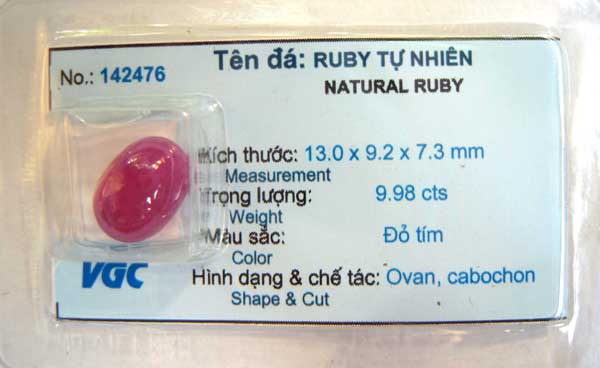 Tên đá: RUBY TỰ NHIÊN
No.: 142476
NATURAL RUBY
Kích thước: 13.0 x 9.2 x 7.3 mm
Measurement
Trọng lượng: 9.98 cts
Weight
Màu sắc: Đỏ tím
Color
VGC
Hình dạng & chế tác: Ovan, cabochon
Shape & Cut